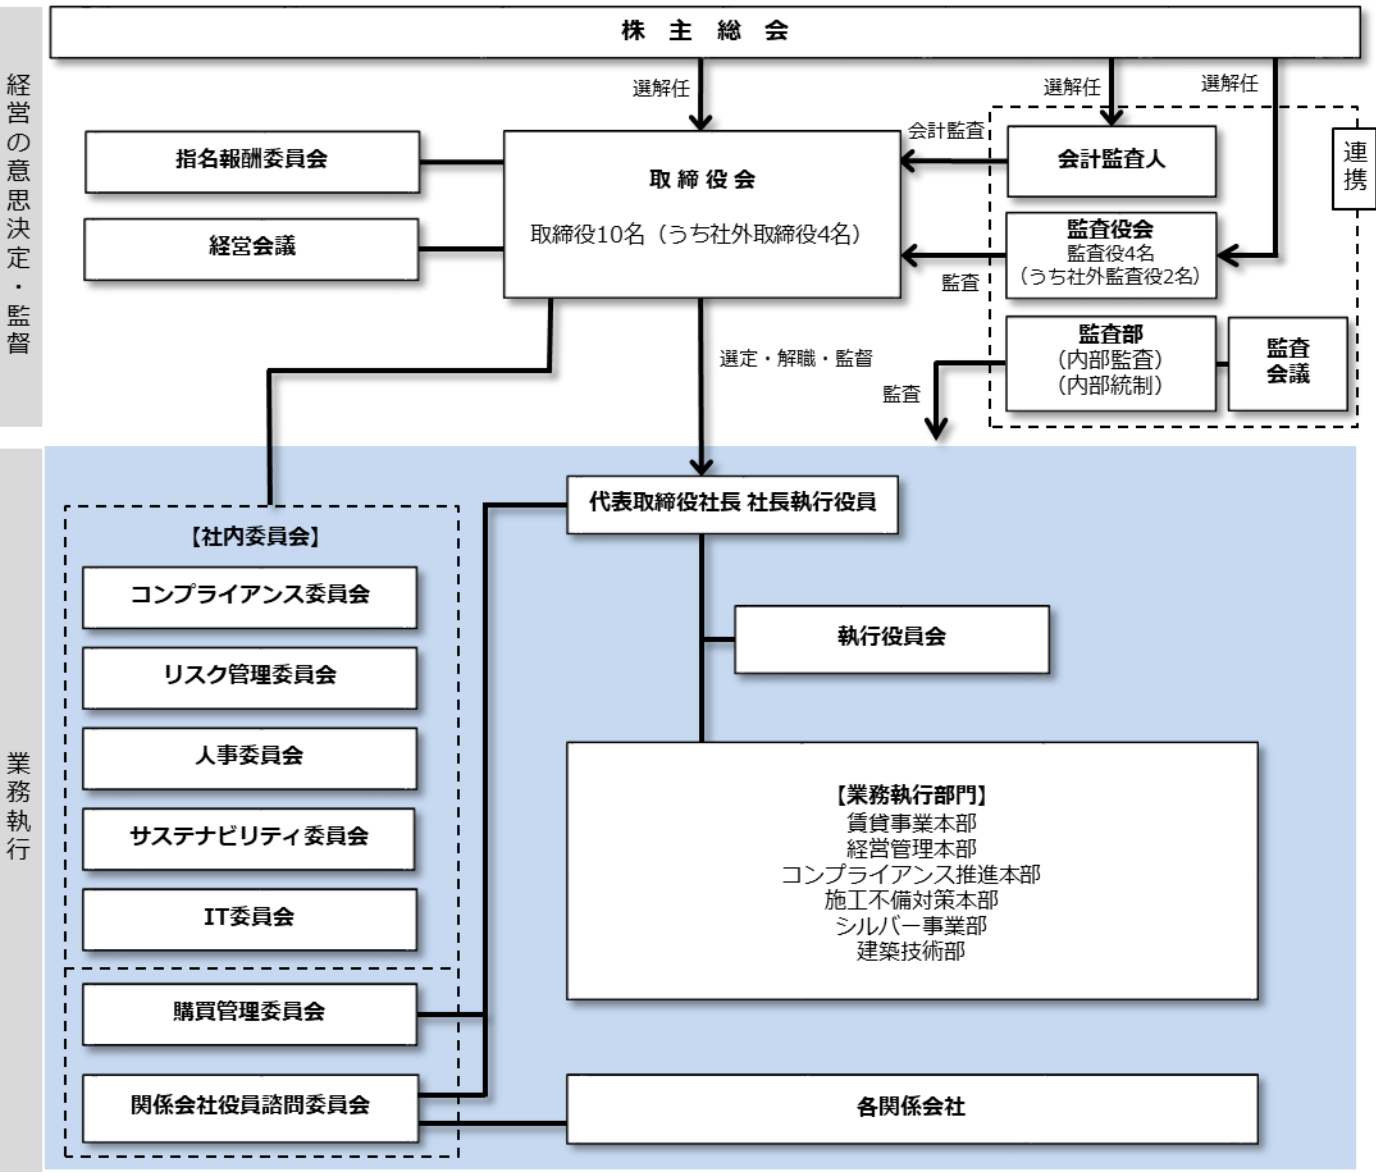 株 主 総 会
経営の意思決定・監督
選解任
選解任
選解任
指名報酬委員会
経営会議
取 締 役 会
取締役10名（うち社外取締役4名）
会計監査
会計監査人
連携
監査役会
監査役4名
（うち社外監査役2名）
監査
監査部
（内部監査）
（内部統制）
監査
会議
選定・解職・監督
監査
業務執行
代表取締役社長 社長執行役員
【社内委員会】
コンプライアンス委員会
リスク管理委員会
人事委員会
サステナビリティ委員会
IT委員会
購買管理委員会
関係会社役員諮問委員会
執行役員会
【業務執行部門】
賃貸事業本部
経営管理本部
コンプライアンス推進本部
施工不備対策本部
シルバー事業部
建築技術部
各関係会社